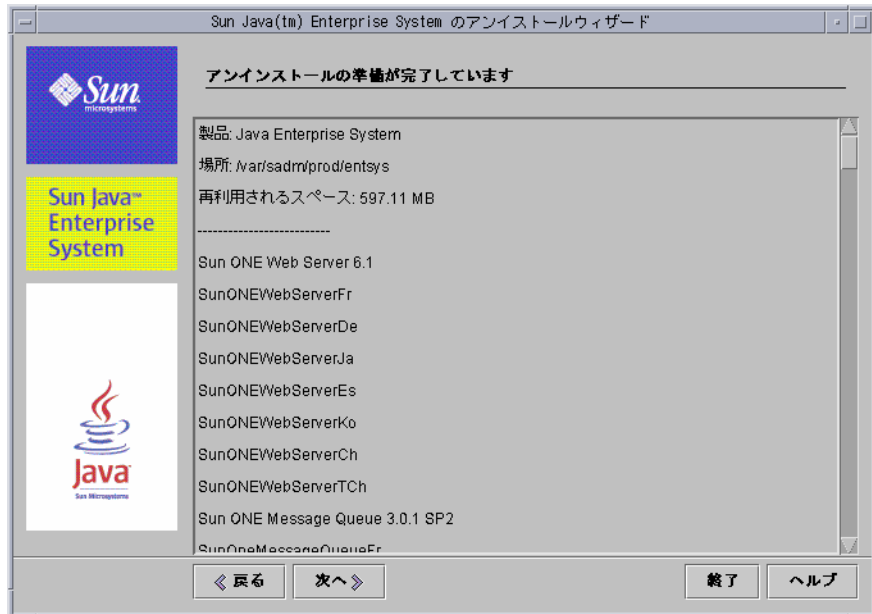 Sun Java(tm) Enterprise System のアンイストールウィザード
Sun
microsystems
アンインストールの準備が完了しています
製品: Java Enterprise System
場所: /var/sadm/prod/entsys
再利用されるスペース: 597.11 MB
--------------------------
Sun Java™
Enterprise
System
Sun ONE Web Server 6.1
SunONEWebServerFr
SunONEWebServerDe
SunONEWebServerJa
SunONEWebServerEs
SunONEWebServerKo
SunONEWebServerCh
SunONEWebServerTCh
Sun ONE Message Queue 3.0.1 SP2
SunOneMessageQueueFr
Java
Sun Microsystems
戻る
次へ
終了
ヘルプ